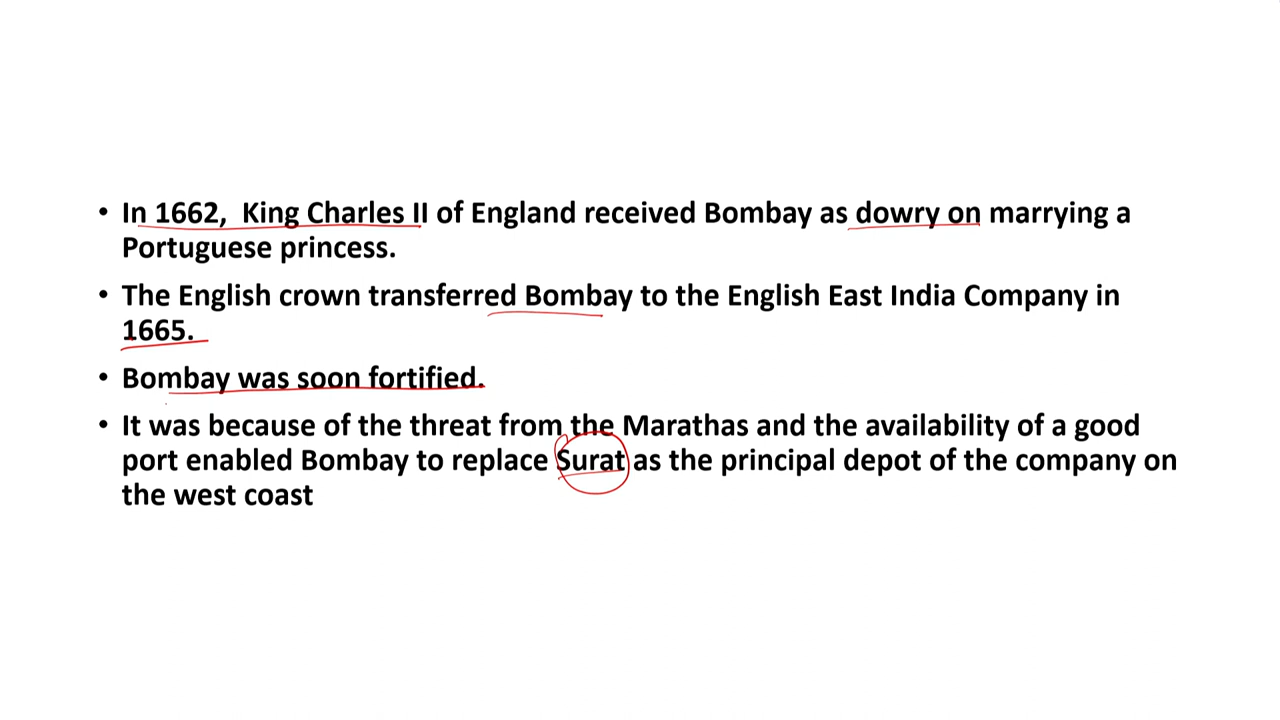 • In 1662,  King Charles II of England received Bombay as dowry on marrying a
Portuguese princess.
• The English crown transferred Bombay to the English East India Company in
1665.
• Bombay was soon fortified.
• It was because of the threat from the Marathas and the availability of a good
port enabled Bombay to replace Surat as the principal depot of the company on
the west coast